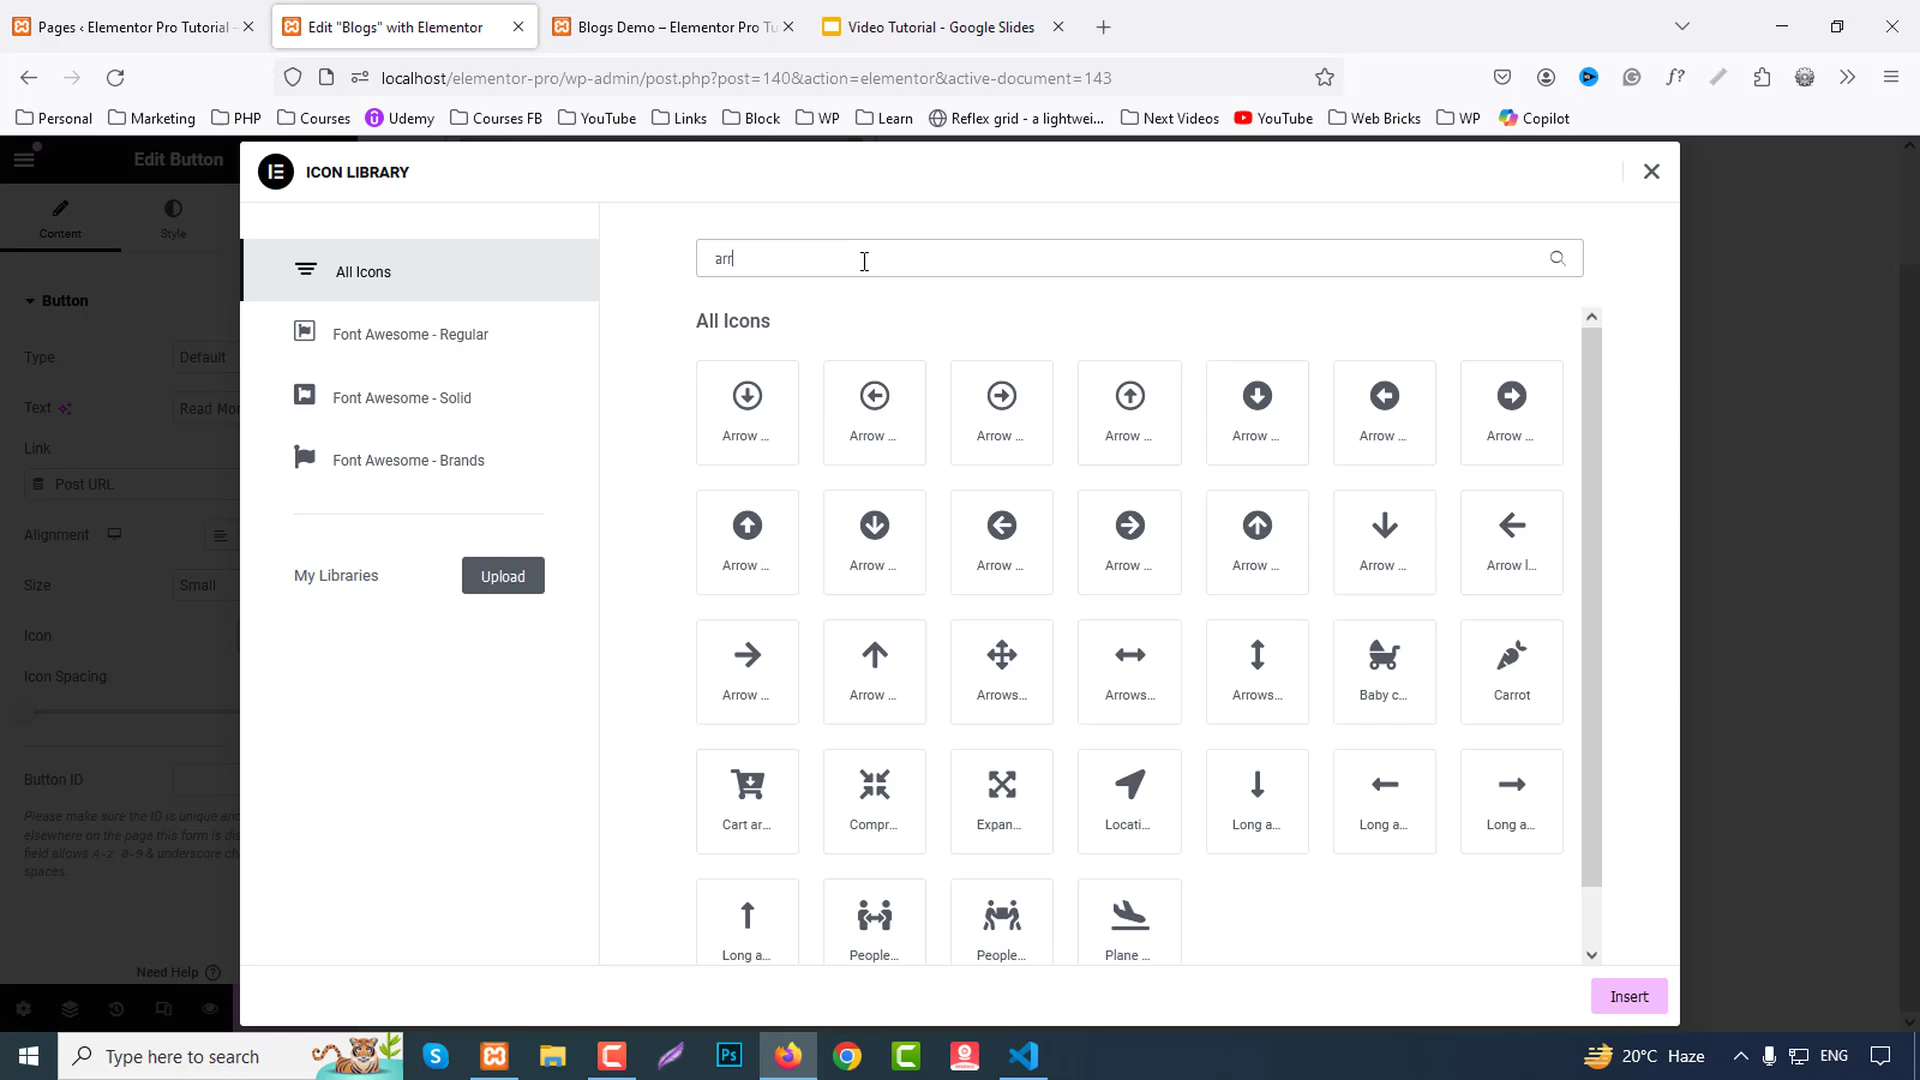 Pages ‹ Elementor Pro Tutorial -
Edit "Blogs" with Elementor
Blogs Demo – Elementor Pro Tu
Video Tutorial - Google Slides
localhost/elementor-pro/wp-admin/post.php?post=140&action=elementor&active-document=143
Personal
Marketing
PHP
Courses
Udemy
Courses FB
YouTube
Links
Block
WP
Learn
Reflex grid - a lightwei...
Next Videos
YouTube
Web Bricks
WP
Copilot
Edit Button
ICON LIBRARY
Content
Style
arr
All Icons
Button
All Icons
Font Awesome - Regular
Type
Default
Font Awesome - Solid
Text
Read Mor
Link
Font Awesome - Brands
Post URL
Alignment
My Libraries
Upload
Size
Small
Icon
Icon Spacing
Button ID
Please make sure the ID is unique and
elsewhere on the page this form is dis
field allows A-z 0-9 & underscore ch
spaces.
Need Help
Arrow ...
Arrow ...
Arrow ...
Arrow ...
Arrow ...
Arrow ...
Arrow ...
Arrow ...
Arrow ...
Arrow ...
Arrow ...
Arrow ...
Arrow ...
Arrow l...
Arrow ...
Arrow ...
Arrows...
Arrows...
Arrows...
Baby c...
Carrot
Cart ar...
Compr...
Expan...
Locati...
Long a...
Long a...
Long a...
Long a...
People...
People...
Plane ...
Insert
Type here to search
Ps
20°C Haze
ENG